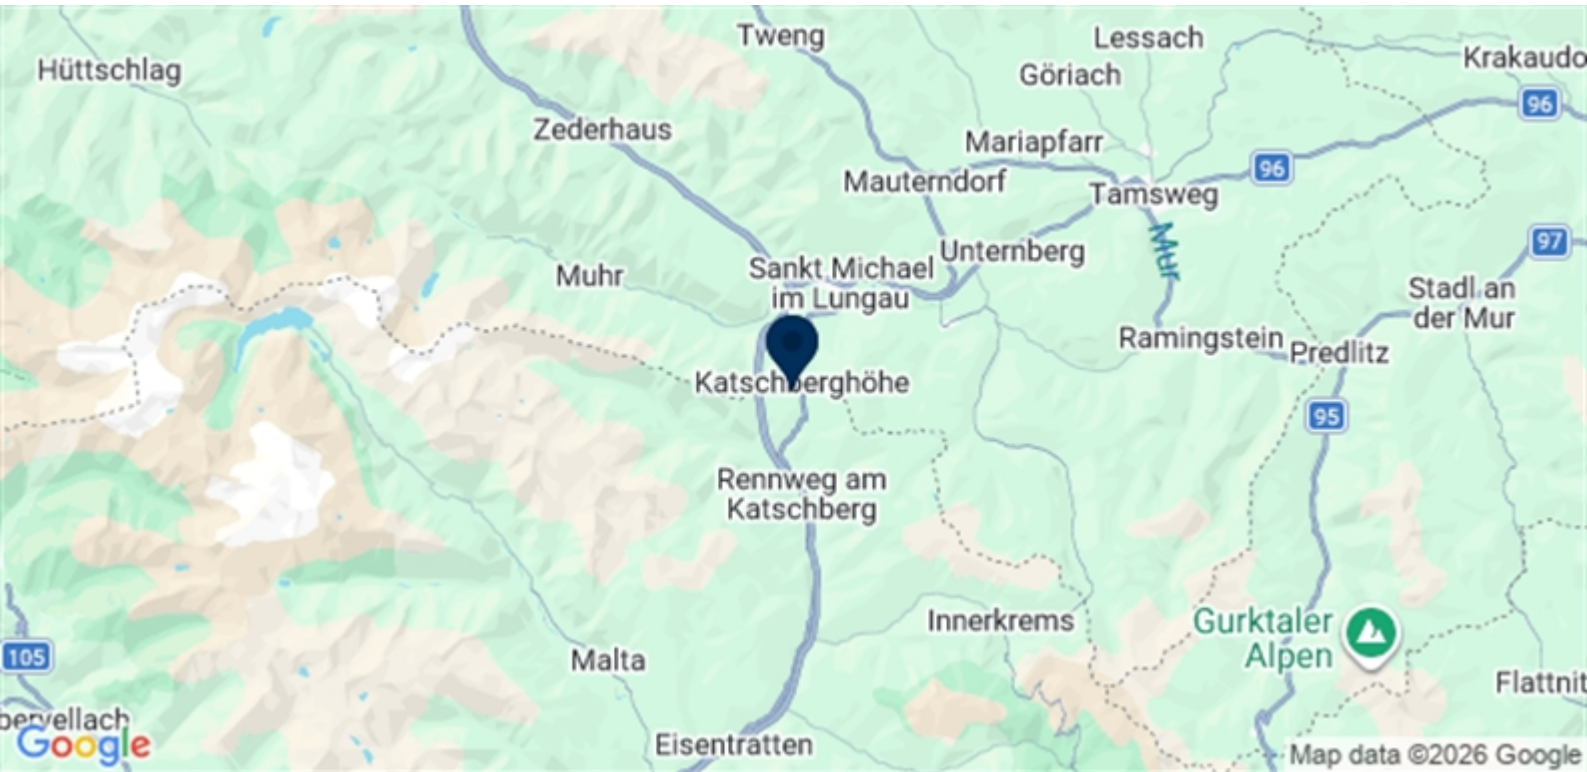 Tweng
Lessach
Krakaudo
Hüttschlag
Göriach
96
Zederhaus
Mariapfarr
96
Mauterndorf
Tamsweg
Mur
97
Unternberg
Sankt Michael
im Lungau
Muhr
Stadl an
der Mur
Ramingstein
Predlitz
Katschberghöhe
95
Rennweg am
Katschberg
Innerkrems
Gurktaler
Alpen
105
Malta
Flattnit
bervellach
Google
Eisentratten
Map data ©2026 Google